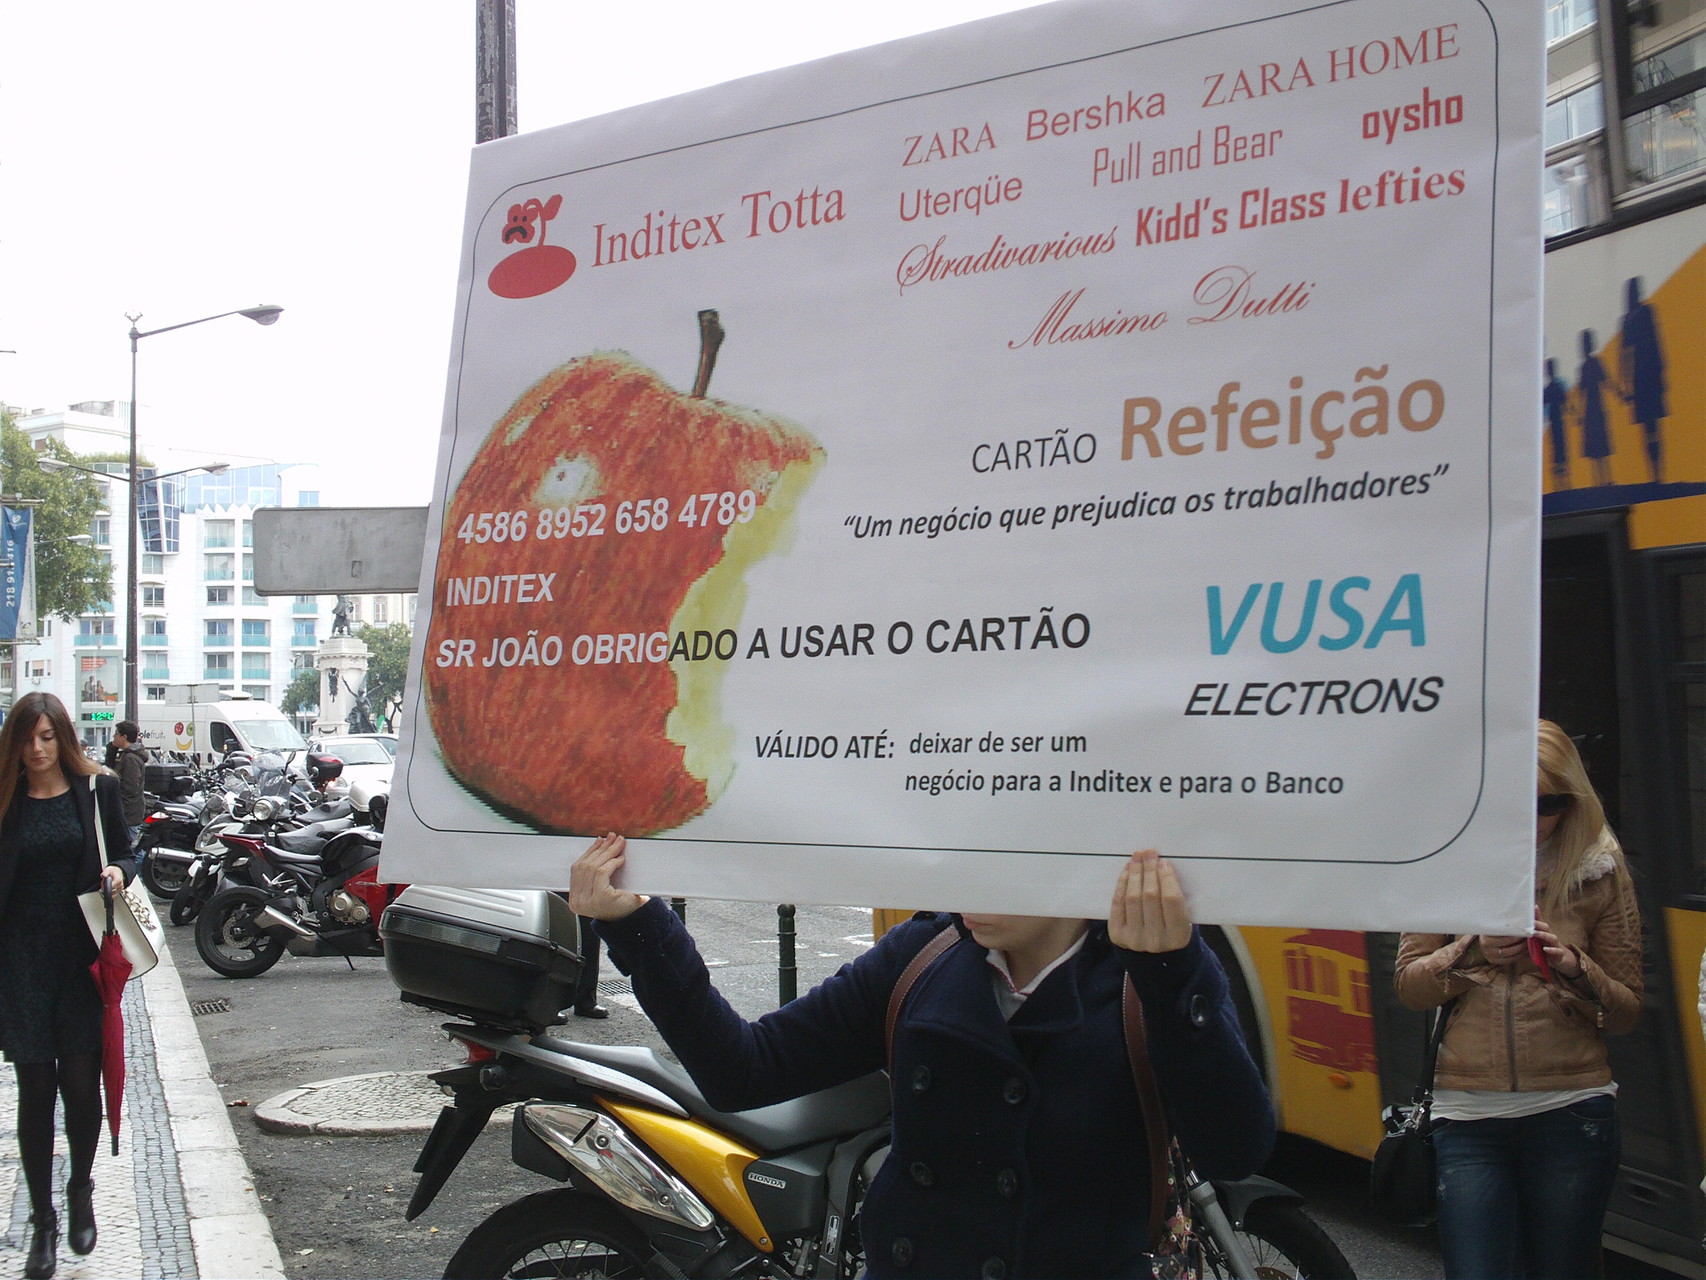 ZARA Bershka ZARA HOME
Uterqüe Pull and Bear oysho
Stradivarious Kidd's Class lefties
Massimo Dutti
Inditex Totta
CARTÃO Refeição
"Um negócio que prejudica os trabalhadores"
4586 8952 658 4789
INDITEX
SR JOÃO OBRIGADO A USAR O CARTÃO
VUSA
ELECTRONS
VÁLIDO ATÉ: deixar de ser um
negócio para a Inditex e para o Banco
HONDA